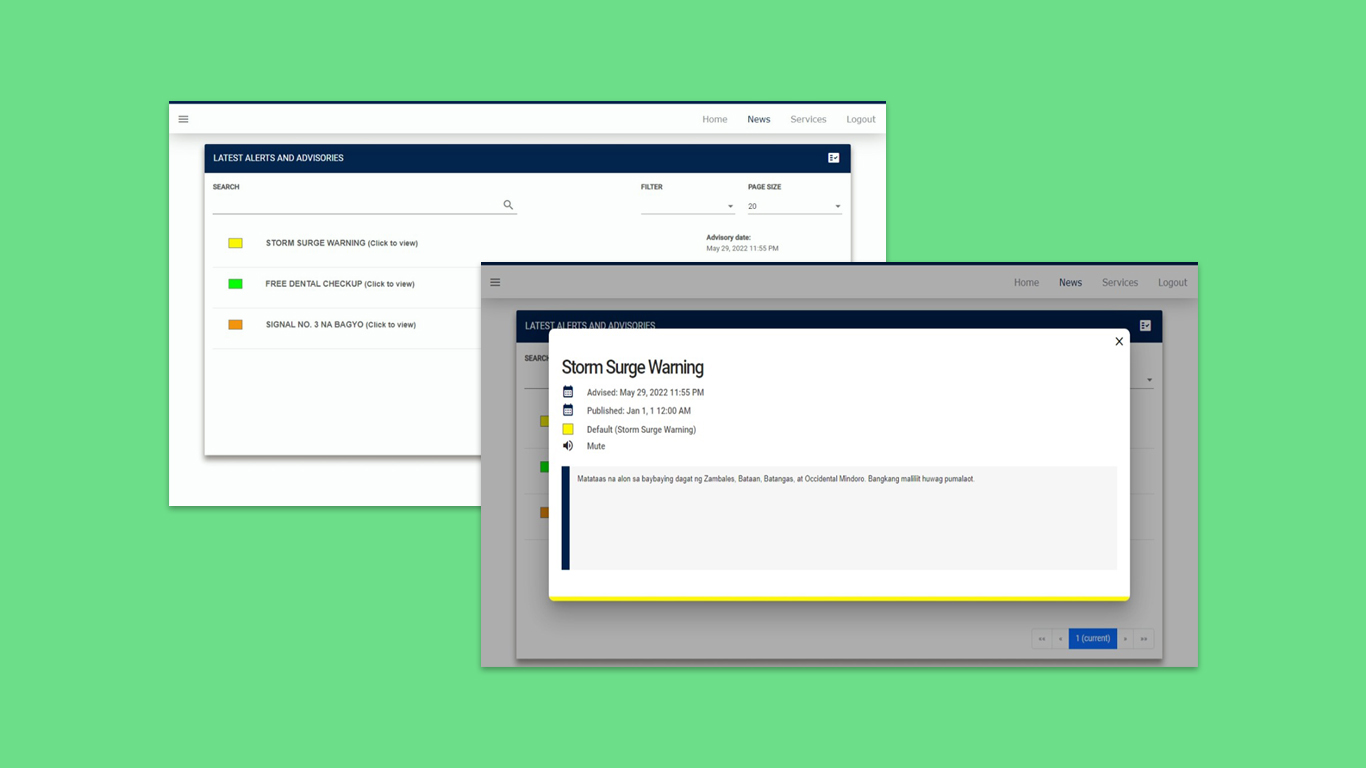 Home News Services Logout
LATEST ALERTS AND ADVISORIES
SEARCH FILTER PAGE SIZE
20
STORM SURGE WARNING (Click to view)
Advisory date:
May 29, 2022 11:55 PM
FREE DENTAL CHECKUP (Click to view)
SIGNAL NO. 3 NA BAGYO (Click to view)
Home News Services Logout
LATEST ALERTS AND ADVISORIES
SEARCH
X
Storm Surge Warning
Advised: May 29, 2022 11:55 PM
Published: Jan 1, 1 12:00 AM
Default (Storm Surge Warning)
Mute
Matataas na alon sa baybaying dagat ng Zambales, Bataan, Batangas, at Occidental Mindoro. Bangkang maliliit huwag pumalaot.
«« « 1 (current) » »»